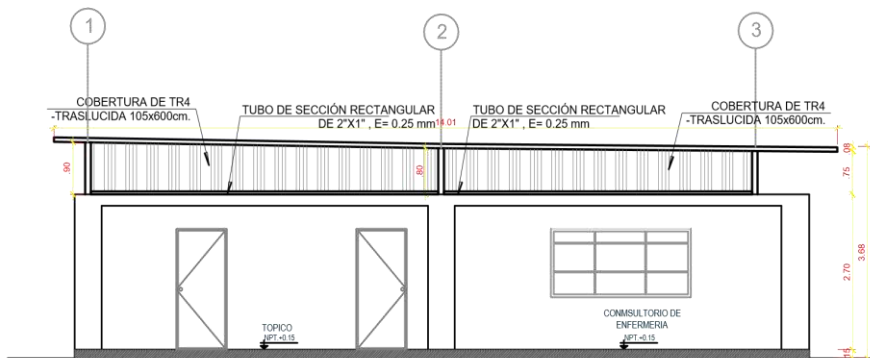 1
2
3
COBERTURA DE TR4
-TRASLUCIDA 105x600cm.
TUBO DE SECCIÓN RECTANGULAR
DE 2"X1" , E= 0.25 mm
14.01
TUBO DE SECCIÓN RECTANGULAR
DE 2"X1" , E= 0.25 mm
COBERTURA DE TR4
-TRASLUCIDA 105x600cm.
.90
.80
.08
.75
2.70
3.68
.15
TOPICO
NPT.+0.15
CONMSULTORIO DE
ENFERMERIA
NPT.+0.15